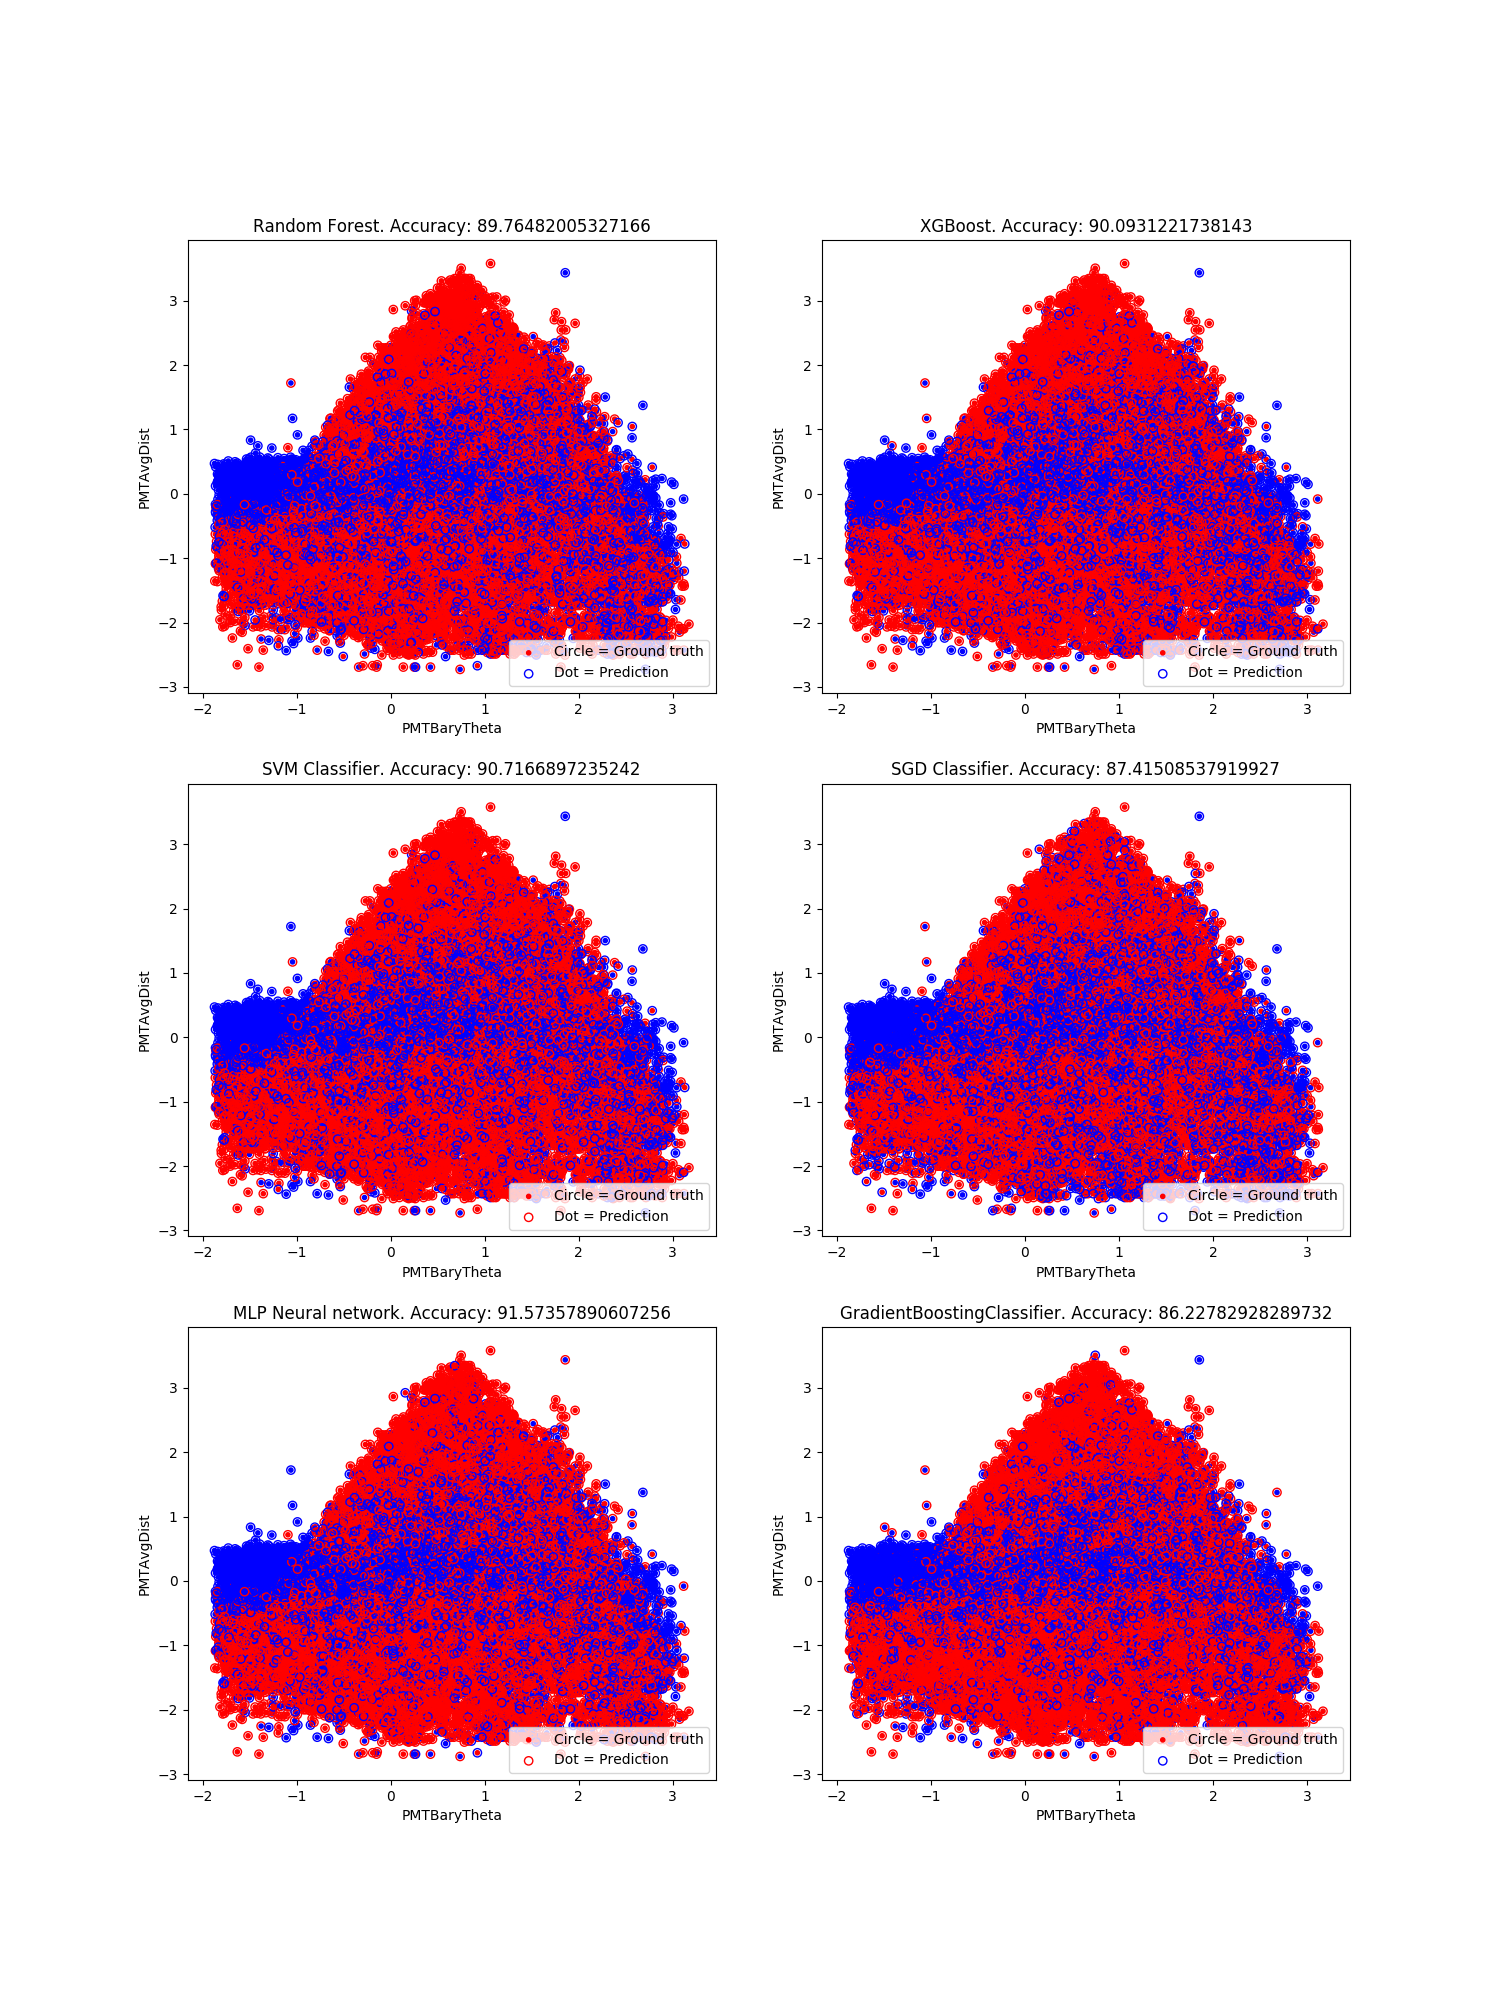 Random Forest. Accuracy: 89.76482005327166
3
2
1
0
−1
−2
−3
PMTAvgDist
Circle = Ground truth
Dot = Prediction
−2 −1 0 1 2 3
PMTBaryTheta
XGBoost. Accuracy: 90.0931221738143
3
2
1
0
−1
−2
−3
PMTAvgDist
Circle = Ground truth
Dot = Prediction
−2 −1 0 1 2 3
PMTBaryTheta
SVM Classifier. Accuracy: 90.7166897235242
3
2
1
0
−1
−2
−3
PMTAvgDist
Circle = Ground truth
Dot = Prediction
−2 −1 0 1 2 3
PMTBaryTheta
SGD Classifier. Accuracy: 87.41508537919927
3
2
1
0
−1
−2
−3
PMTAvgDist
Circle = Ground truth
Dot = Prediction
−2 −1 0 1 2 3
PMTBaryTheta
MLP Neural network. Accuracy: 91.57357890607256
3
2
1
0
−1
−2
−3
PMTAvgDist
Circle = Ground truth
Dot = Prediction
−2 −1 0 1 2 3
PMTBaryTheta
GradientBoostingClassifier. Accuracy: 86.22782928289732
3
2
1
0
−1
−2
−3
PMTAvgDist
Circle = Ground truth
Dot = Prediction
−2 −1 0 1 2 3
PMTBaryTheta